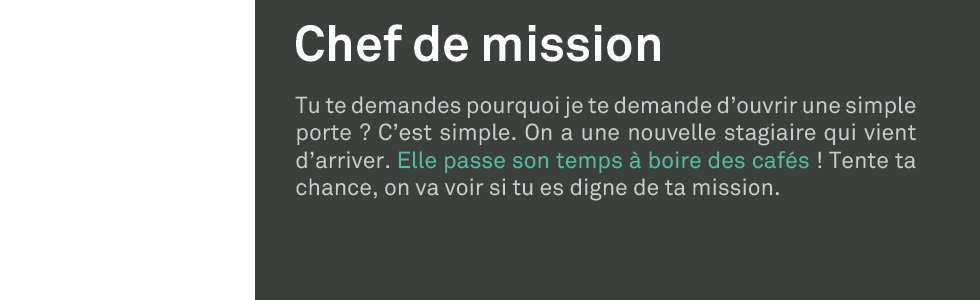 Chef de mission
Tu te demandes pourquoi je te demande d’ouvrir une simple
porte ? C’est simple. On a une nouvelle stagiaire qui vient
d’arriver. Elle passe son temps à boire des cafés ! Tente ta
chance, on va voir si tu es digne de ta mission.